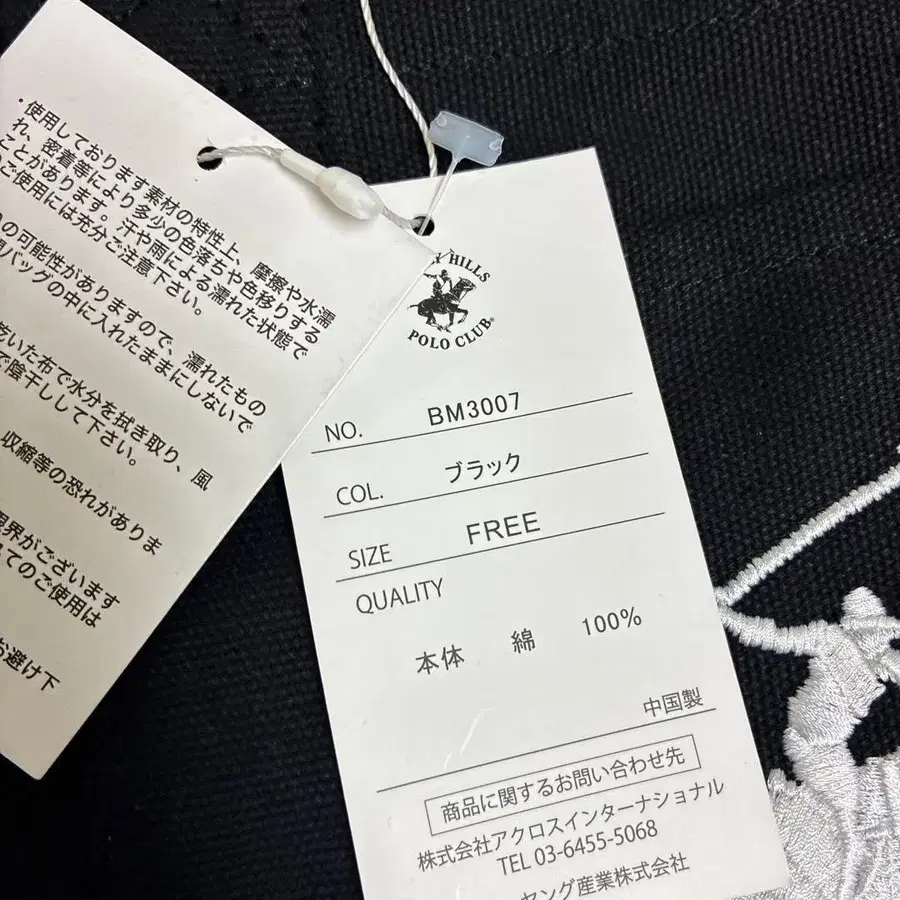 ・使用しております素材の特性上、摩擦や水濡
れ、密着等により多少の色落ちや色移りする
ことがあります。汗や雨による濡れた状態で
のご使用には充分ご注意下さい。
の可能性がありますので、濡れたもの
バッグの中に入れたままにしないで
乾いた布で水分を拭き取り、風
で陰干しして下さい。
収縮等の恐れがありま
限界がございます
てのご使用は
お避け下
HILLS
POLO CLUB®
NO. BM3007
COL. ブラック
SIZE FREE
QUALITY
本体 綿 100%
中国製
商品に関するお問い合わせ先
株式会社アクロスインターナショナル
TEL 03-6455-5068
ヤング産業株式会社